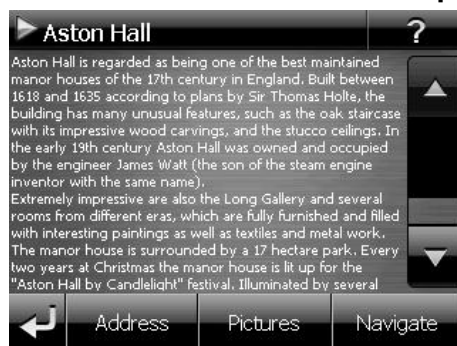 Aston Hall
?
Aston Hall is regarded as being one of the best maintained
manor houses of the 17th century in England. Built between
1618 and 1635 according to plans by Sir Thomas Holte, the
building has many unusual features, such as the oak staircase
with its impressive wood carvings, and the stucco ceilings. In
the early 19th century Aston Hall was owned and occupied
by the engineer James Watt (the son of the steam engine
inventor with the same name).
Extremely impressive are also the Long Gallery and several
rooms from different eras, which are fully furnished and filled
with interesting paintings as well as textiles and metal work.
The manor house is surrounded by a 17 hectare park. Every
two years at Christmas the manor house is lit up for the
"Aston Hall by Candlelight" festival. Illuminated by several
Address Pictures Navigate